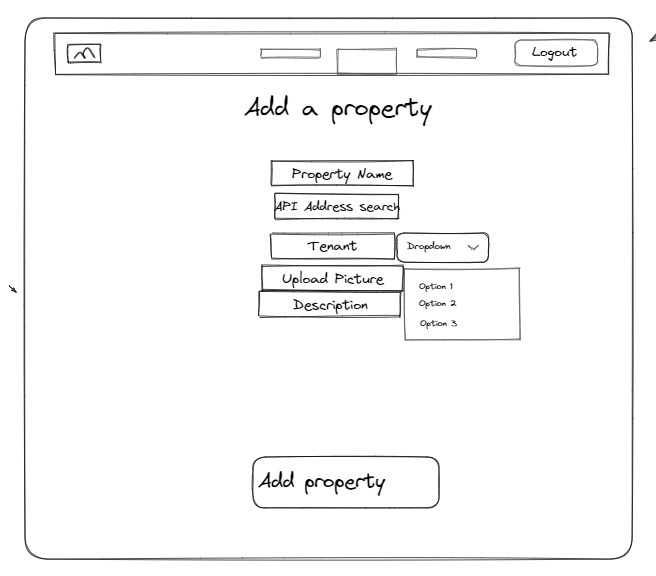 Logout
Add a property
Property Name
API Address search
Tenant
Dropdown
Upload Picture
Option 1
Description
Option 2
Option 3
Add property